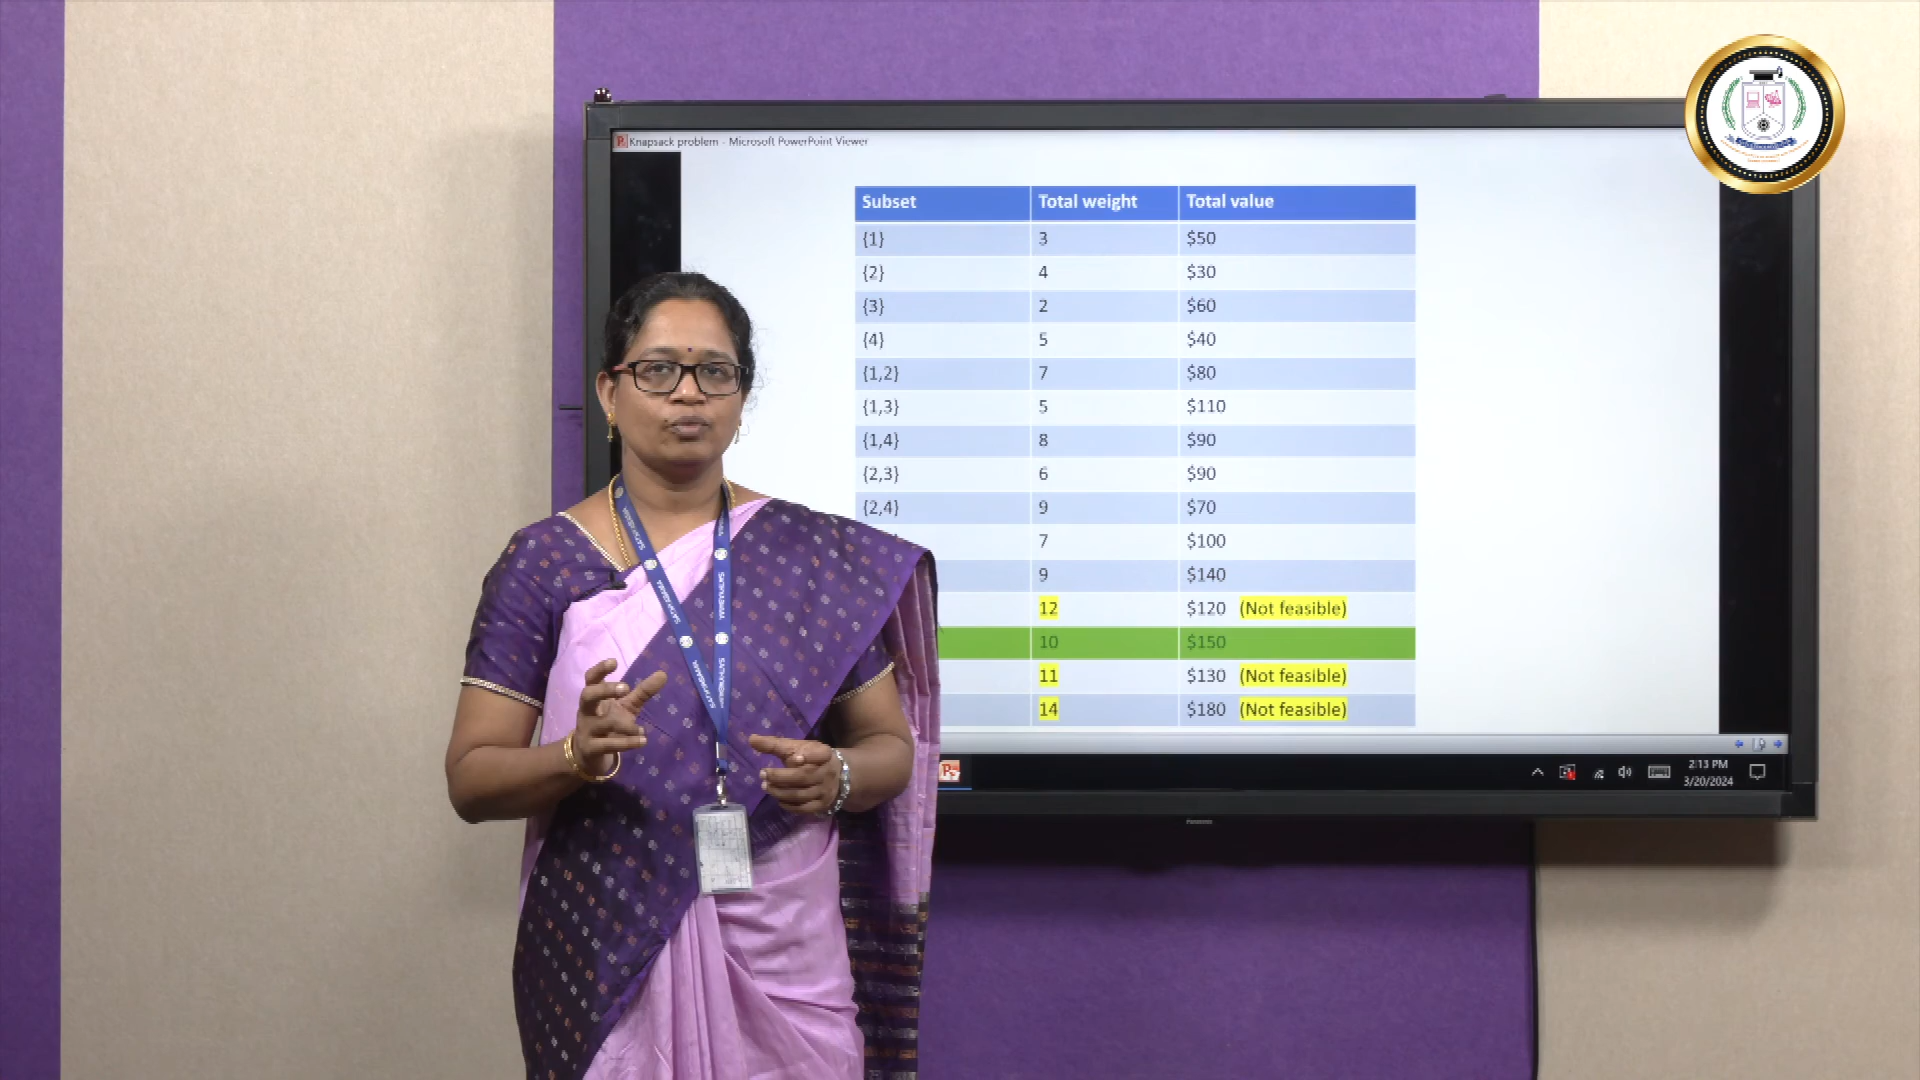 Knapsack problem - Microsoft PowerPoint Viewer
Subset Total weight Total value
{1} 3 $50
{2} 4 $30
{3} 2 $60
{4} 5 $40
{1,2} 7 $80
{1,3} 5 $110
{1,4} 8 $90
{2,3} 6 $90
{2,4} 9 $70
7 $100
9 $140
12 $120 (Not feasible)
10 $150
11 $130 (Not feasible)
14 $180 (Not feasible)
2:13 PM
3/20/2024
SATHYABAMA